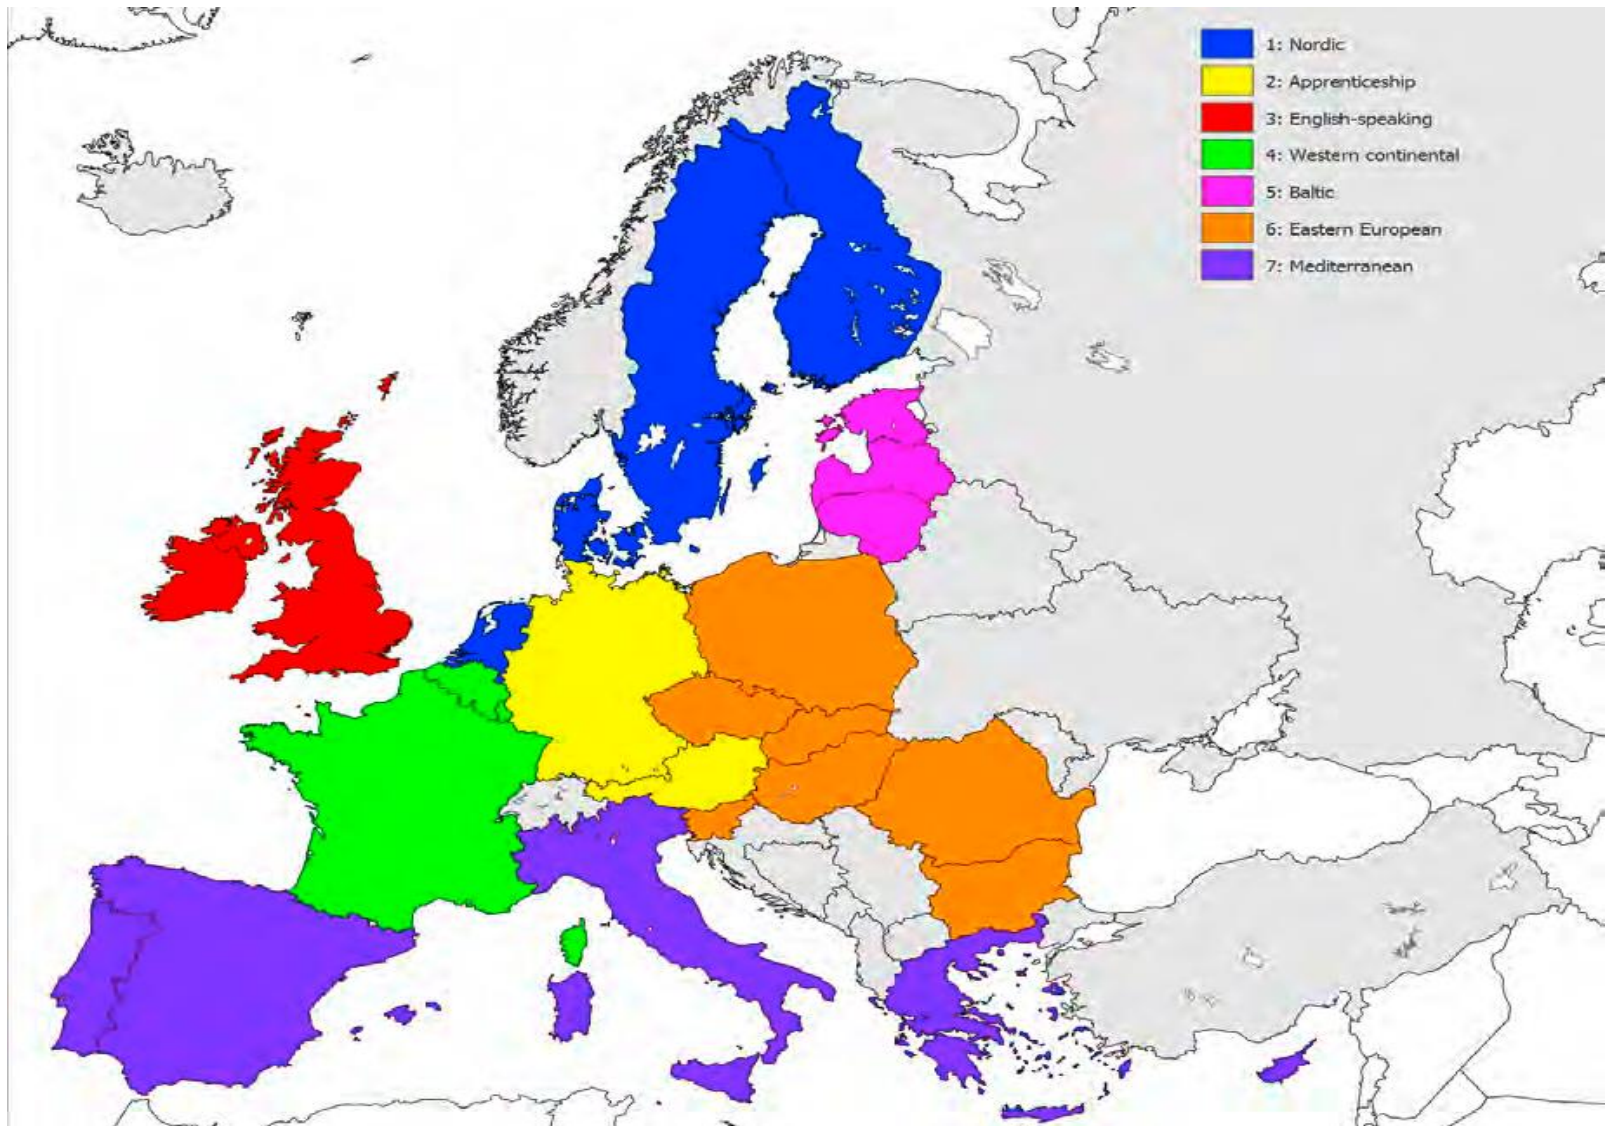 1: Nordic
2: Apprenticeship
3: English-speaking
4: Western continental
5: Baltic
6: Eastern European
7: Mediterranean